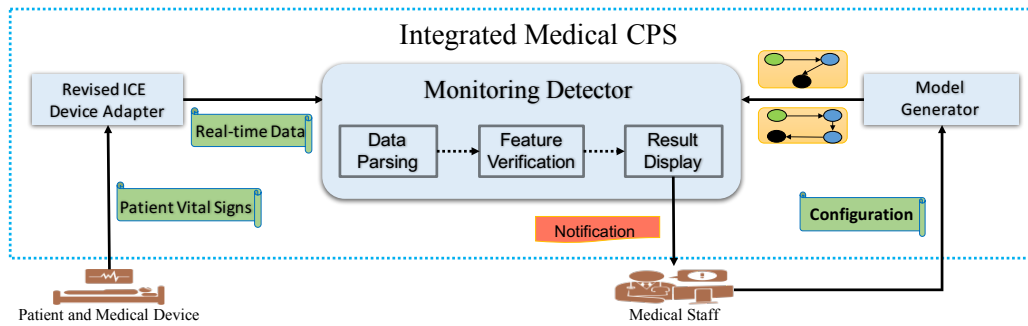 Integrated Medical CPS
Revised ICE
Device Adapter
Real-time Data
Patient Vital Signs
Monitoring Detector
Data
Parsing
Feature
Verification
Result
Display
Model
Generator
Notification
Configuration
Patient and Medical Device
Medical Staff